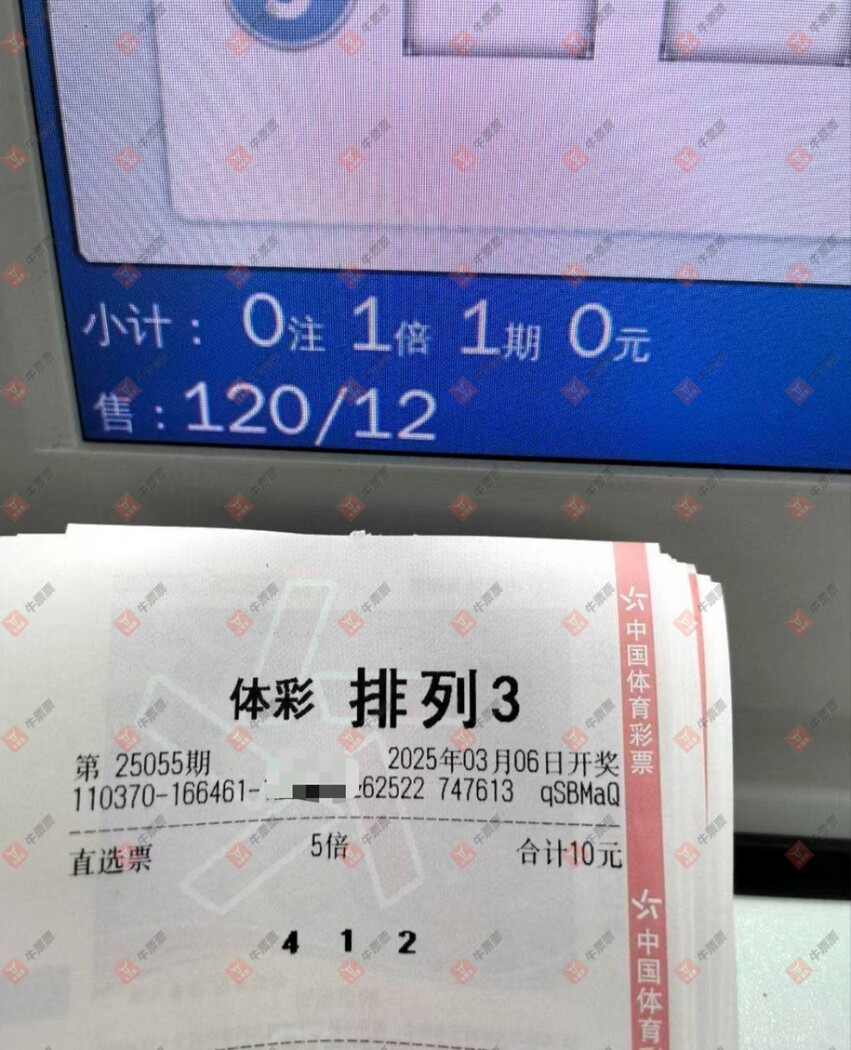 小计： 0注 1倍 1期 0元
售：120/12
体彩 排列3
第 25055期 2025年03月06日开奖
110370-166461- 262522 747613 qSBMaQ
直选票 5倍 合计10元
4 1 2
中国体育彩票
中国体育
牛票票